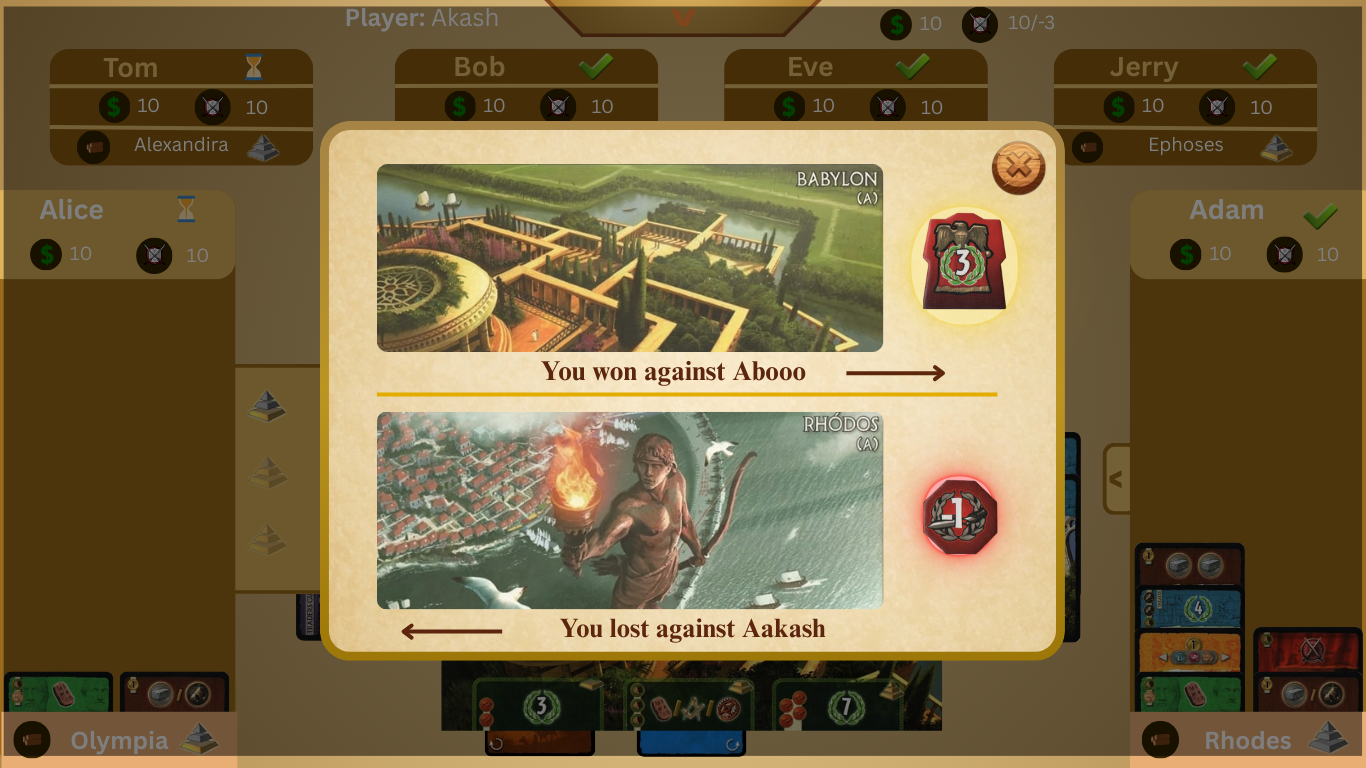 Player: Akash
10
10/-3
Tom
Bob
Eve
Jerry
$ 10 10
$ 10 10
$ 10 10
$ 10 10
Alexandira
Ephoses
Alice
$ 10 10
Adam
$ 10 10
BABYLON
(A)
3
You won against Abooo
RHÓDOS
(A)
-1
You lost against Aakash
<
4
1
3
/ /
7
/
/
Olympia
Rhodes